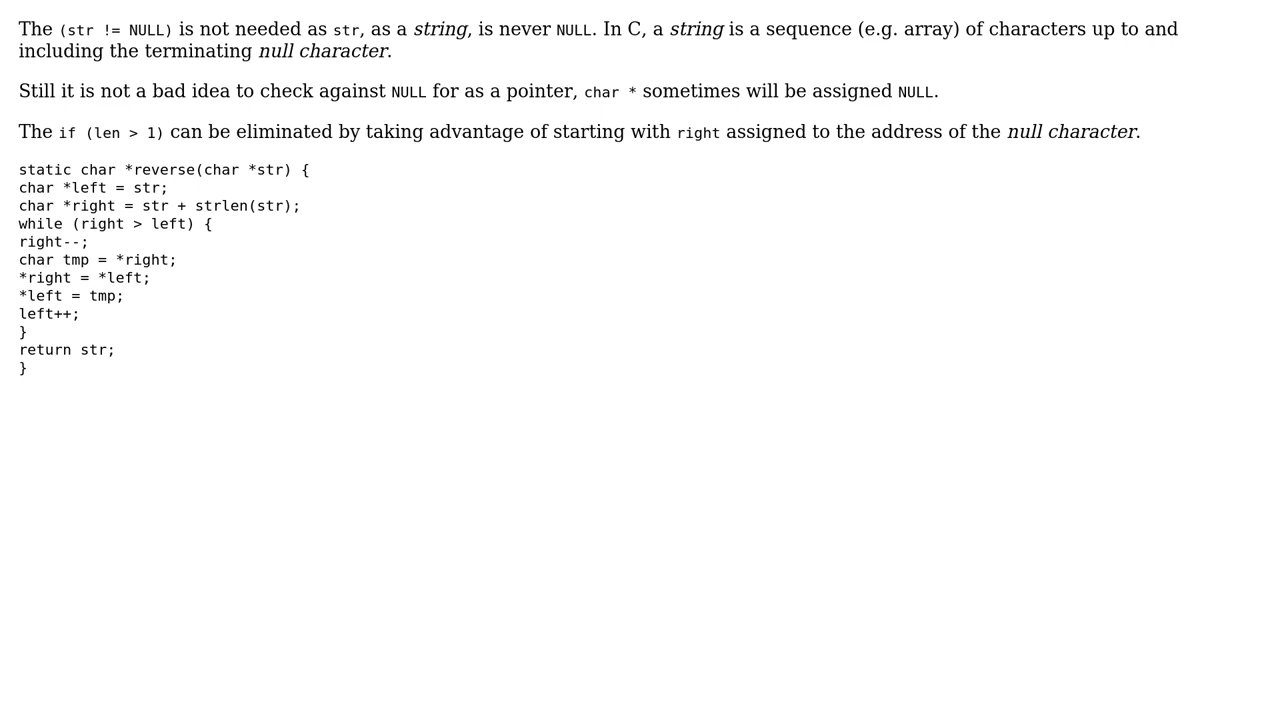 The (str != NULL) is not needed as str, as a string, is never NULL. In C, a string is a sequence (e.g. array) of characters up to and
including the terminating null character.
Still it is not a bad idea to check against NULL for as a pointer, char * sometimes will be assigned NULL.
The if (len > 1) can be eliminated by taking advantage of starting with right assigned to the address of the null character.
static char *reverse(char *str) {
char *left = str;
char *right = str + strlen(str);
while (right > left) {
right--;
char tmp = *right;
*right = *left;
*left = tmp;
left++;
}
return str;
}